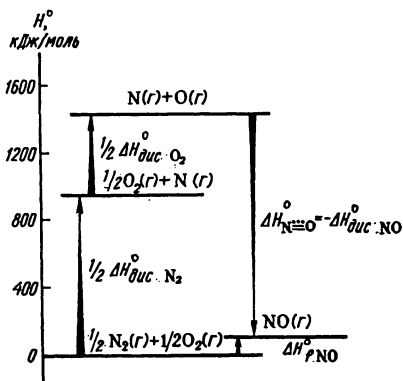 H,°
кДж/моль
1600
N(г)+O(г)
1/2 ΔH°дис. O₂
1200
1/2O₂(г)+N(г)
800
ΔH°N⩸O=-ΔH°дис.NO
1/2 ΔH°дис. N₂
400
NO(г)
1/2 N₂(г)+1/2O₂(г)
0
ΔH°f.NO